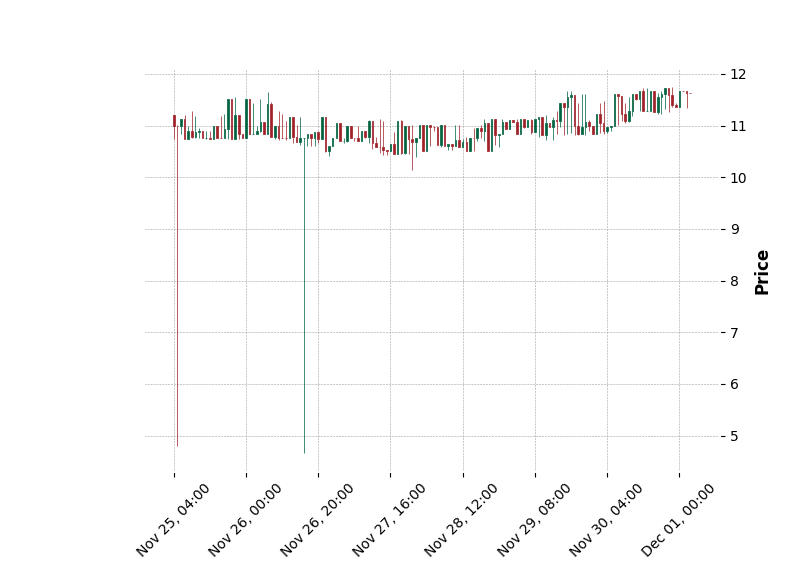 12
11
10
9
8
7
6
5
Price
Nov 25, 04:00
Nov 26, 00:00
Nov 26, 20:00
Nov 27, 16:00
Nov 28, 12:00
Nov 29, 08:00
Nov 30, 04:00
Dec 01, 00:00